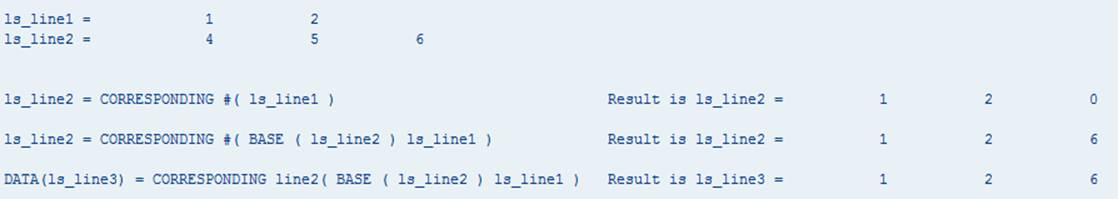 ls_line1 = 1 2
ls_line2 = 4 5 6
ls_line2 = CORRESPONDING #( ls_line1 ) Result is ls_line2 = 1 2 0
ls_line2 = CORRESPONDING #( BASE ( ls_line2 ) ls_line1 ) Result is ls_line2 = 1 2 6
DATA(ls_line3) = CORRESPONDING line2( BASE ( ls_line2 ) ls_line1 ) Result is ls_line3 = 1 2 6